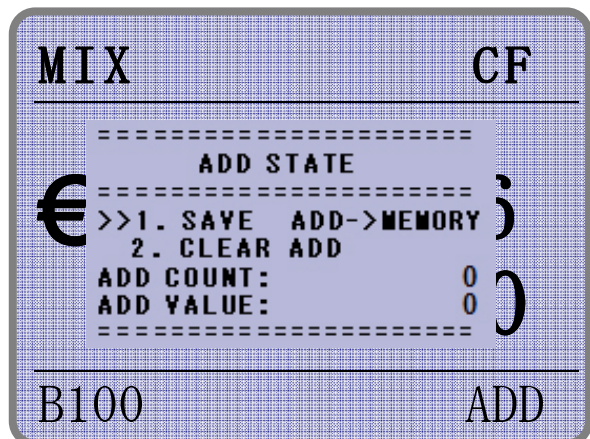 MIX CF
======================
ADD STATE
======================
>>1. SAVE ADD->MEMORY
2. CLEAR ADD
ADD COUNT: 0
ADD VALUE: 0
======================
€
B100 ADD